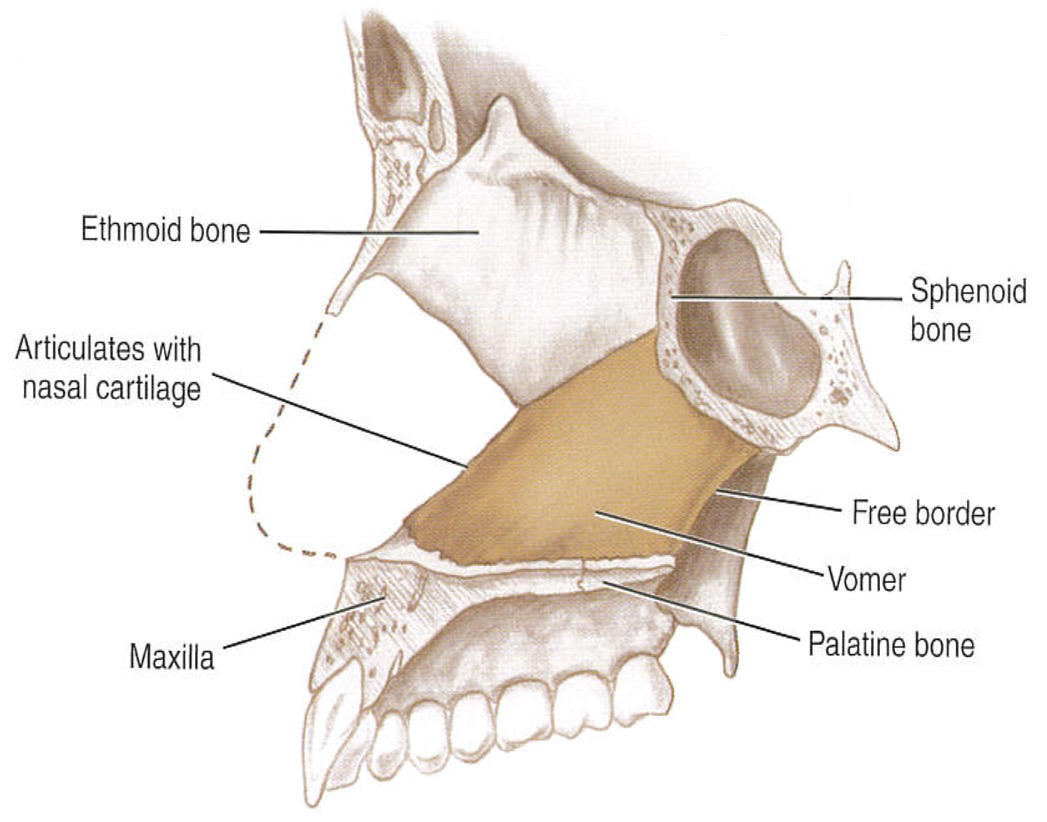 Ethmoid bone
Sphenoid
bone
Articulates with
nasal cartilage
Free border
Vomer
Palatine bone
Maxilla